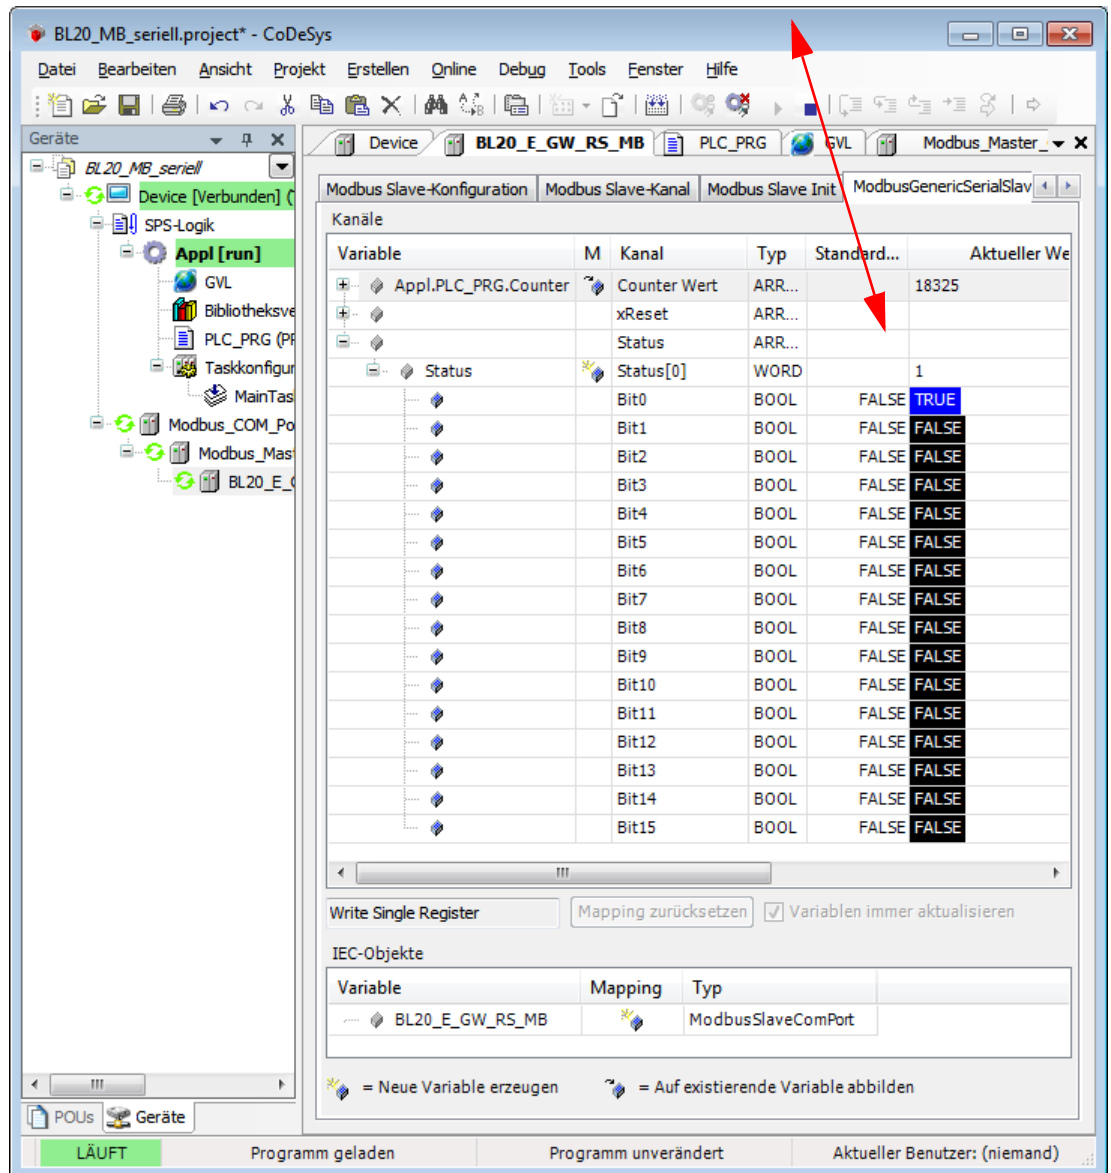 BL20_MB_seriell.project* - CoDeSys
Datei Bearbeiten Ansicht Projekt Erstellen Online Debug Tools Fenster Hilfe
Geräte
BL20_MB_seriell
Device [Verbunden] (
SPS-Logik
Appl [run]
GVL
Bibliotheksve
PLC_PRG (PR
Taskkonfigur
MainTas
Modbus_COM_Po
Modbus_Mast
BL20_E_
POUs Geräte
Device BL20_E_GW_RS_MB PLC_PRG GVL Modbus_Master_
Modbus Slave-Konfiguration Modbus Slave-Kanal Modbus Slave Init ModbusGenericSerialSlav
Kanäle
Variable M Kanal Typ Standard... Aktueller We
Appl.PLC_PRG.Counter Counter Wert ARR... 18325
xReset ARR...
Status ARR...
Status Status[0] WORD 1
Bit0 BOOL FALSE TRUE
Bit1 BOOL FALSE FALSE
Bit2 BOOL FALSE FALSE
Bit3 BOOL FALSE FALSE
Bit4 BOOL FALSE FALSE
Bit5 BOOL FALSE FALSE
Bit6 BOOL FALSE FALSE
Bit7 BOOL FALSE FALSE
Bit8 BOOL FALSE FALSE
Bit9 BOOL FALSE FALSE
Bit10 BOOL FALSE FALSE
Bit11 BOOL FALSE FALSE
Bit12 BOOL FALSE FALSE
Bit13 BOOL FALSE FALSE
Bit14 BOOL FALSE FALSE
Bit15 BOOL FALSE FALSE
Write Single Register Mapping zurücksetzen Variablen immer aktualisieren
IEC-Objekte
Variable Mapping Typ
BL20_E_GW_RS_MB ModbusSlaveComPort
= Neue Variable erzeugen = Auf existierende Variable abbilden
LÄUFT Programm geladen Programm unverändert Aktueller Benutzer: (niemand)